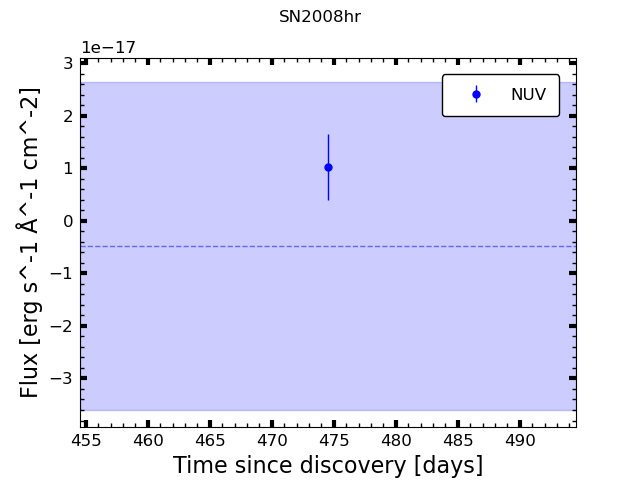 SN2008hr
1e−17
3
2
1
0
−1
−2
−3
Flux [erg s^-1 Å^-1 cm^-2]
NUV
455 460 465 470 475 480 485 490
Time since discovery [days]